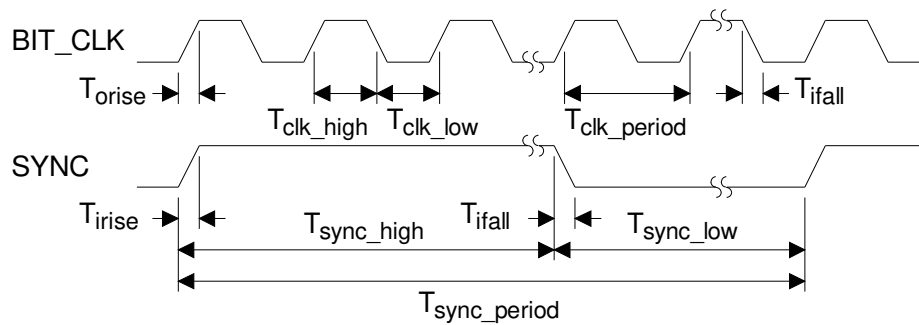 BIT_CLK
T_orise
T_ifall
T_clk_high
T_clk_low
T_clk_period
SYNC
T_irise
T_sync_high
T_ifall
T_sync_low
T_sync_period